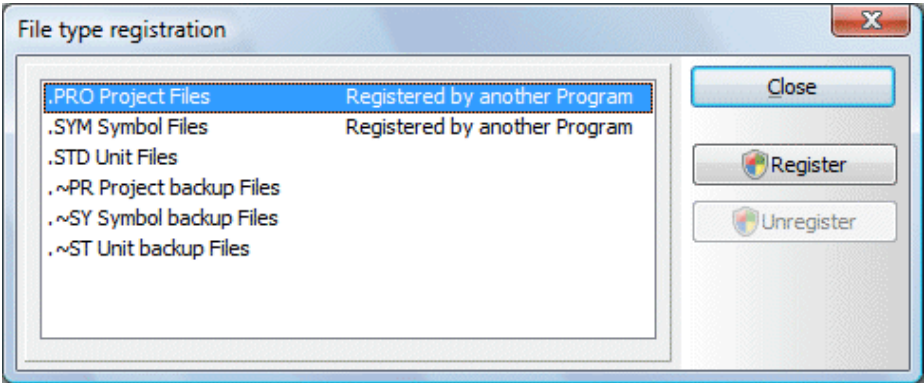 File type registration
.PRO Project Files Registered by another Program
.SYM Symbol Files Registered by another Program
.STD Unit Files
.~PR Project backup Files
.~SY Symbol backup Files
.~ST Unit backup Files
Close
Register
Unregister